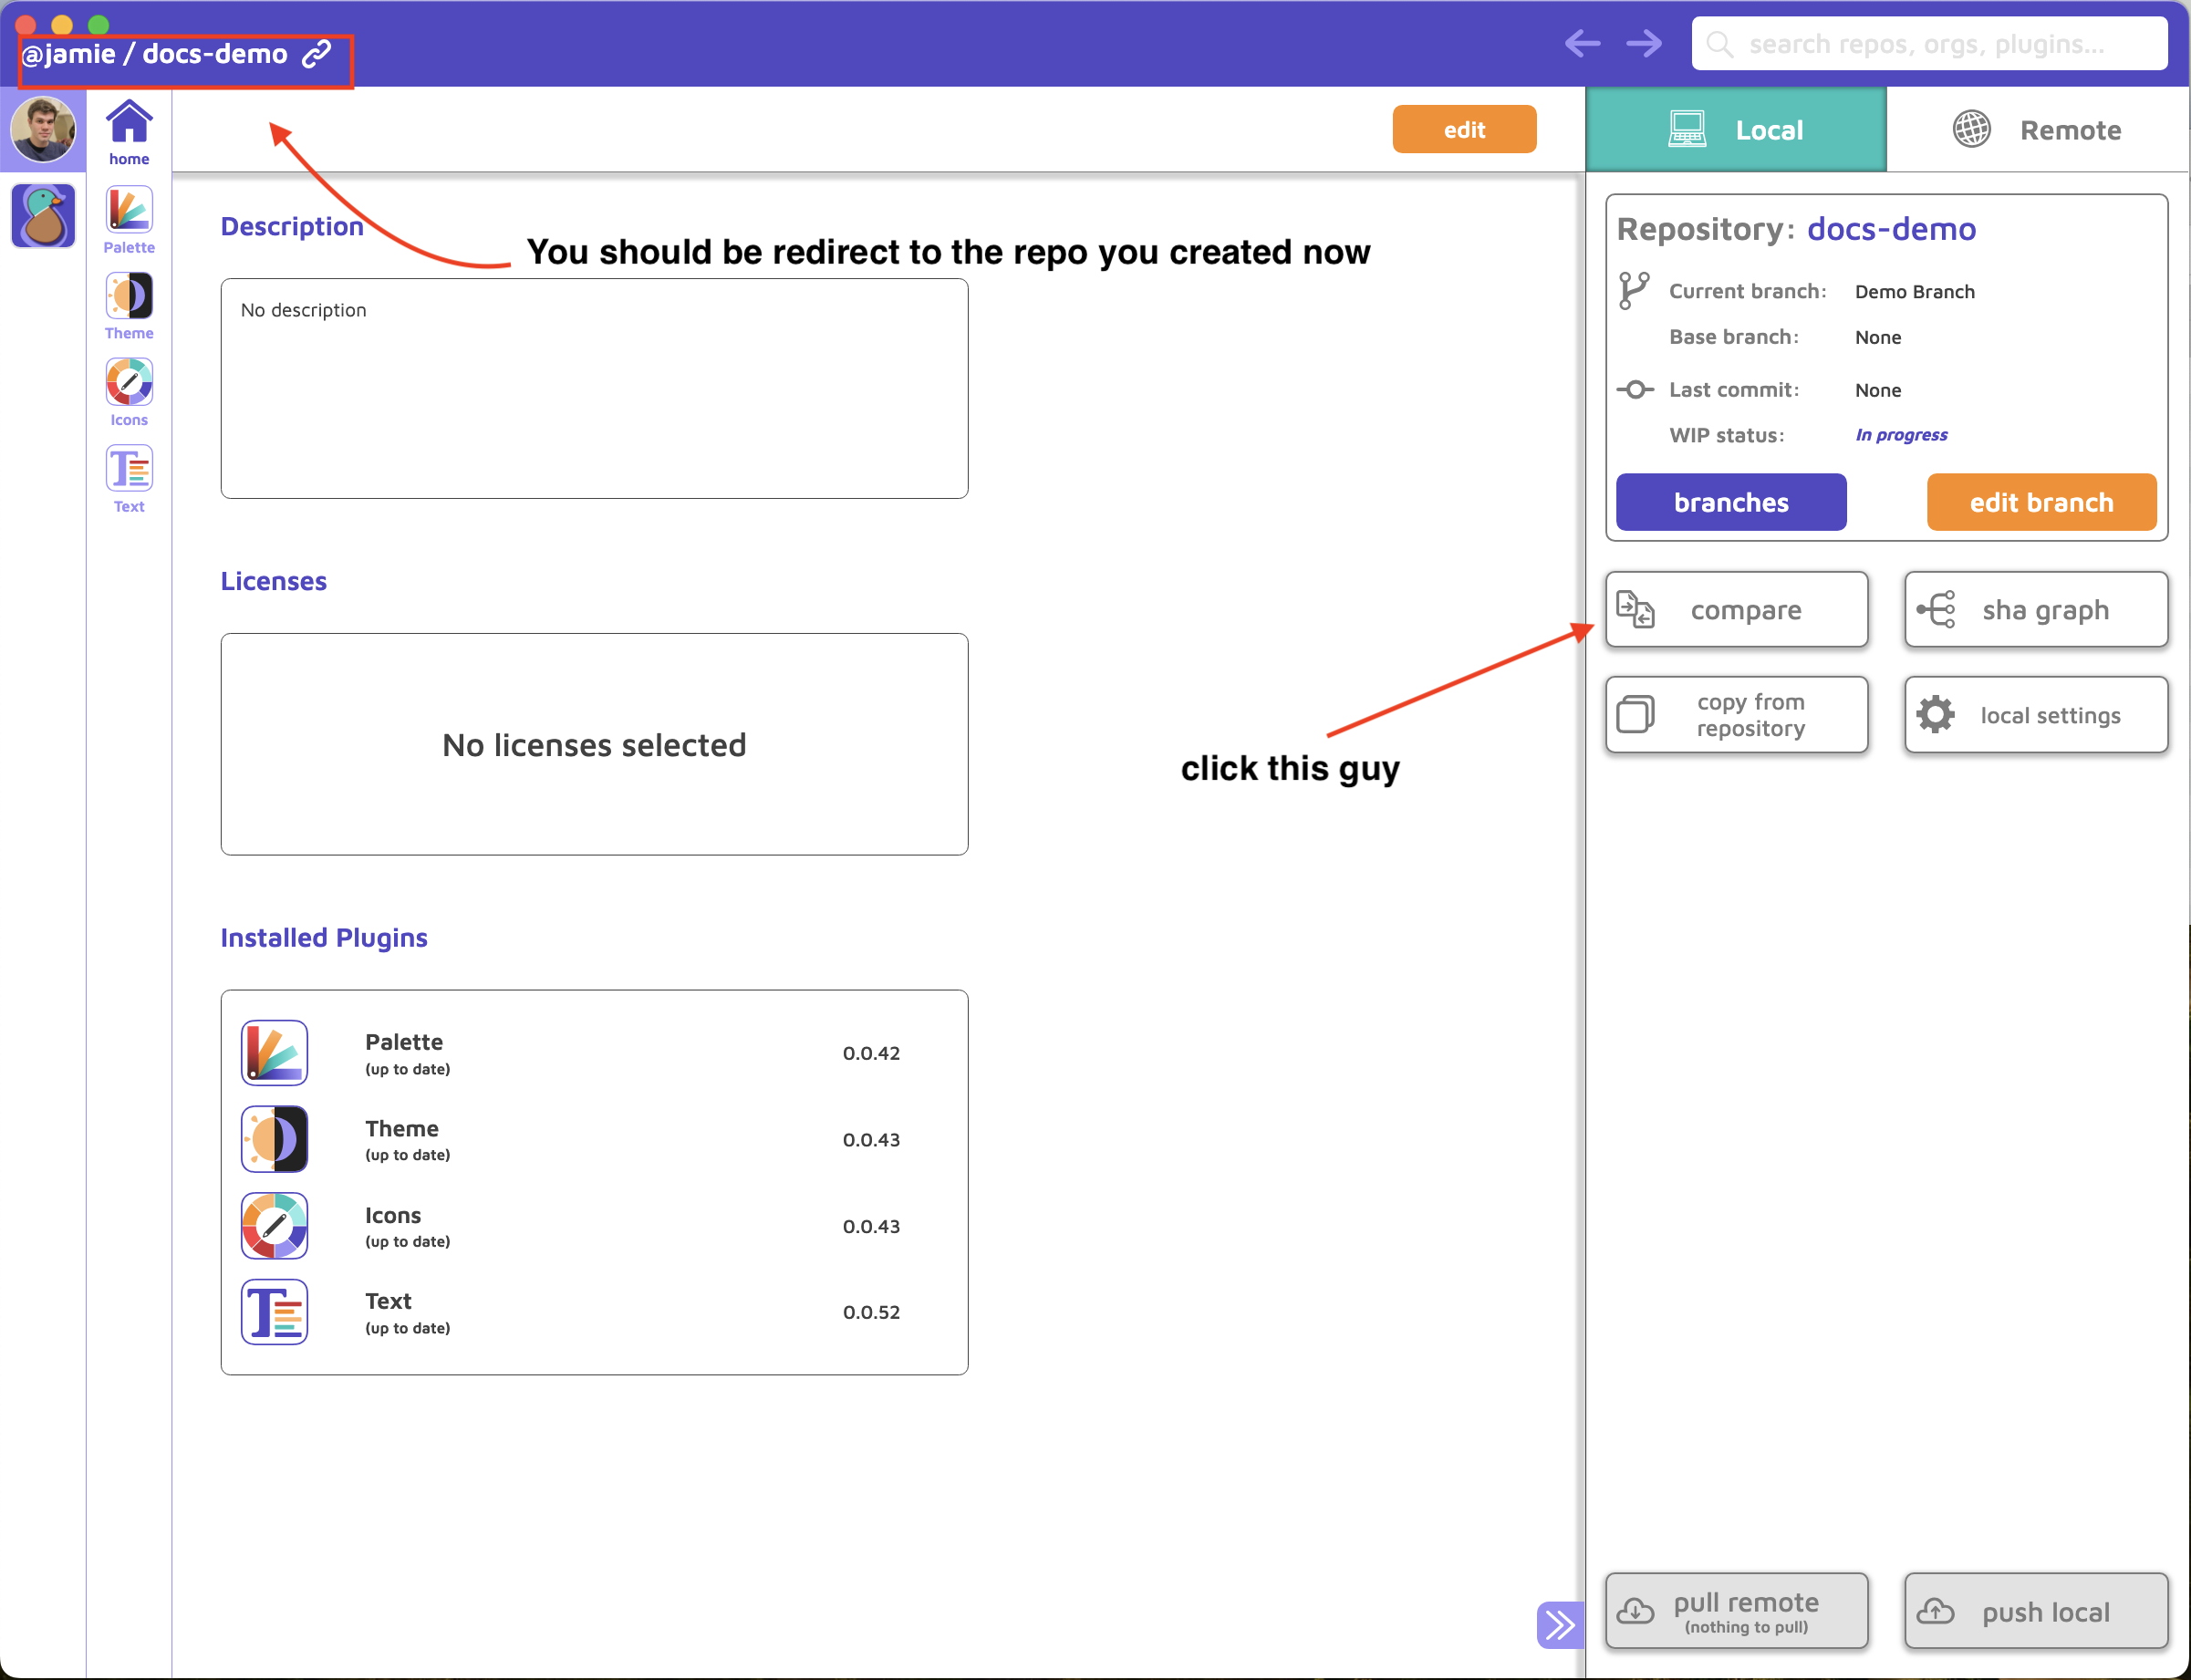 @jamie / docs-demo
search repos, orgs, plugins...
home
Palette
Theme
Icons
Text
edit
Local
Remote
You should be redirect to the repo you created now
Description
No description
Licenses
No licenses selected
Installed Plugins
Palette
(up to date)
0.0.42
Theme
(up to date)
0.0.43
Icons
(up to date)
0.0.43
Text
(up to date)
0.0.52
click this guy
Repository: docs-demo
Current branch: Demo Branch
Base branch: None
Last commit: None
WIP status: In progress
branches
edit branch
compare
sha graph
copy from
repository
local settings
pull remote
(nothing to pull)
push local